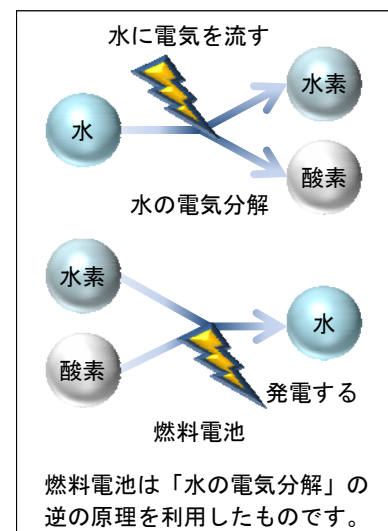 水に電気を流す
水素
水
酸素
水の電気分解
水素
水
酸素
発電する
燃料電池
燃料電池は「水の電気分解」の
逆の原理を利用したものです。